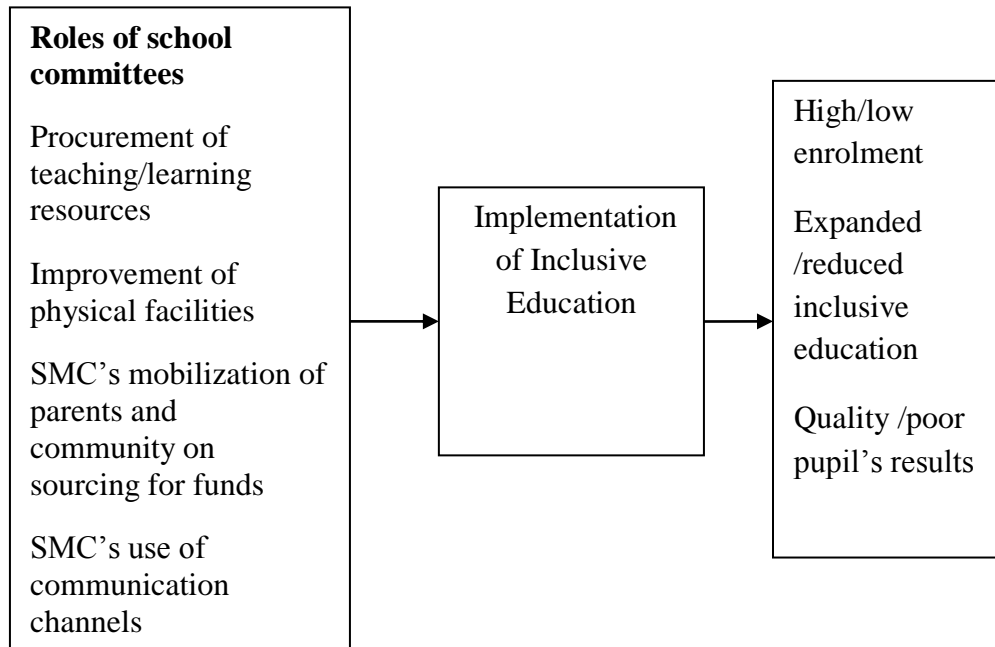 Roles of school
committees
Procurement of
teaching/learning
resources
Improvement of
physical facilities
SMC’s mobilization of
parents and
community on
sourcing for funds
SMC’s use of
communication
channels
Implementation
of Inclusive
Education
High/low
enrolment
Expanded
/reduced
inclusive
education
Quality /poor
pupil’s results